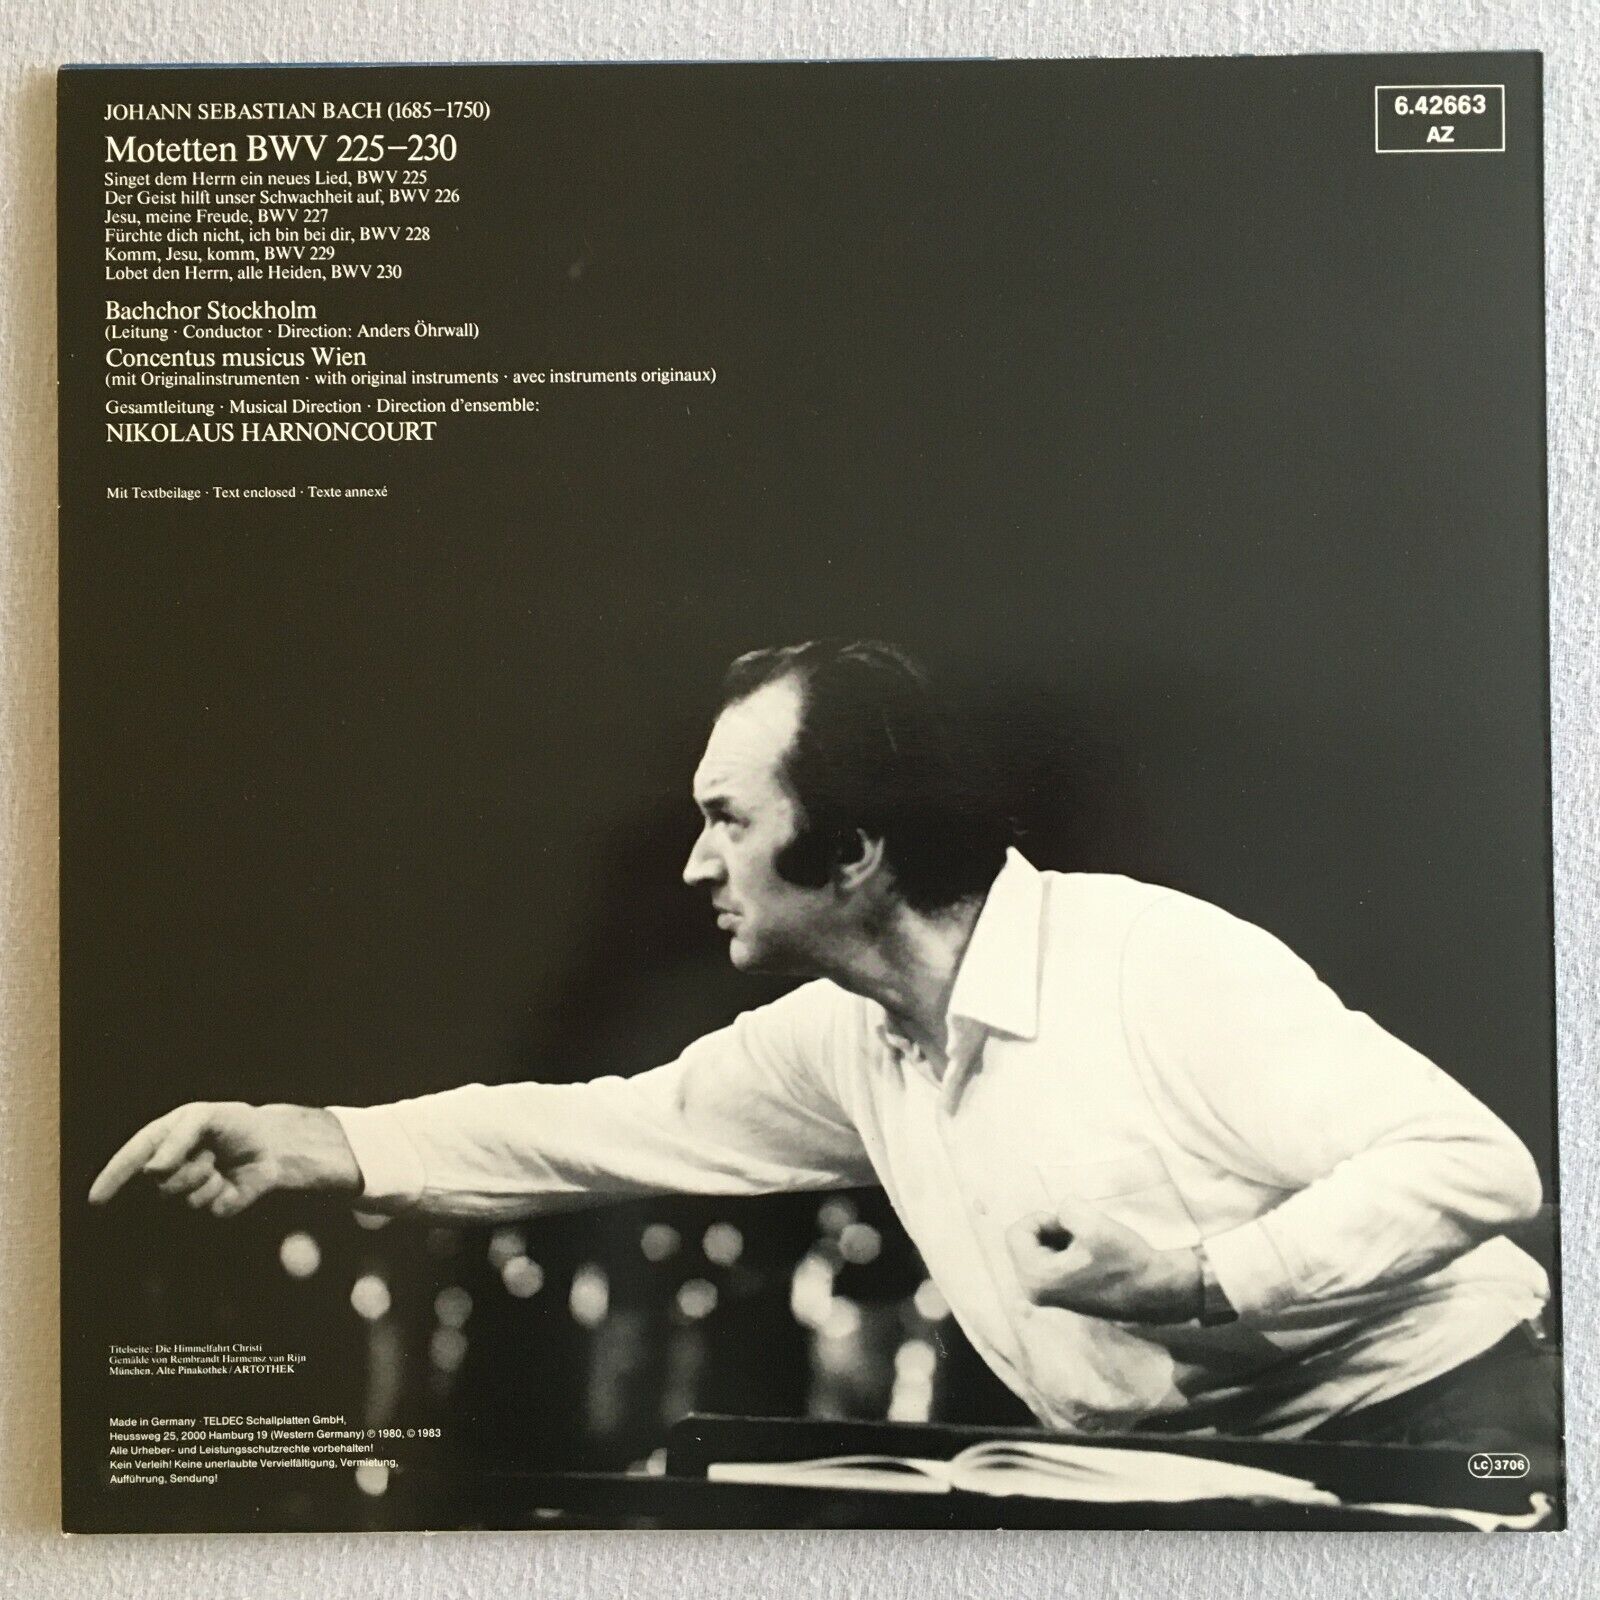 JOHANN SEBASTIAN BACH (1685–1750)
Motetten BWV 225–230
Singet dem Herrn ein neues Lied, BWV 225
Der Geist hilft unser Schwachheit auf, BWV 226
Jesu, meine Freude, BWV 227
Fürchte dich nicht, ich bin bei dir, BWV 228
Komm, Jesu, komm, BWV 229
Lobet den Herrn, alle Heiden, BWV 230
Bachchor Stockholm
(Leitung · Conductor · Direction: Anders Öhrwall)
Concentus musicus Wien
(mit Originalinstrumenten · with original instruments · avec instruments originaux)
Gesamtleitung · Musical Direction · Direction d'ensemble:
NIKOLAUS HARNONCOURT
Mit Textbeilage · Text enclosed · Texte annexé
6.42663
AZ
Titelseite: Die Himmelfahrt Christi
Gemälde von Rembrandt Harmensz van Rijn
München, Alte Pinakothek/ARTOTHEK
Made in Germany · TELDEC Schallplatten GmbH,
Heussweg 25, 2000 Hamburg 19 (Western Germany) ℗ 1980, © 1983
Alle Urheber- und Leistungsschutzrechte vorbehalten!
Kein Verleih! Keine unerlaubte Vervielfältigung, Vermietung,
Aufführung, Sendung!
LC 3706